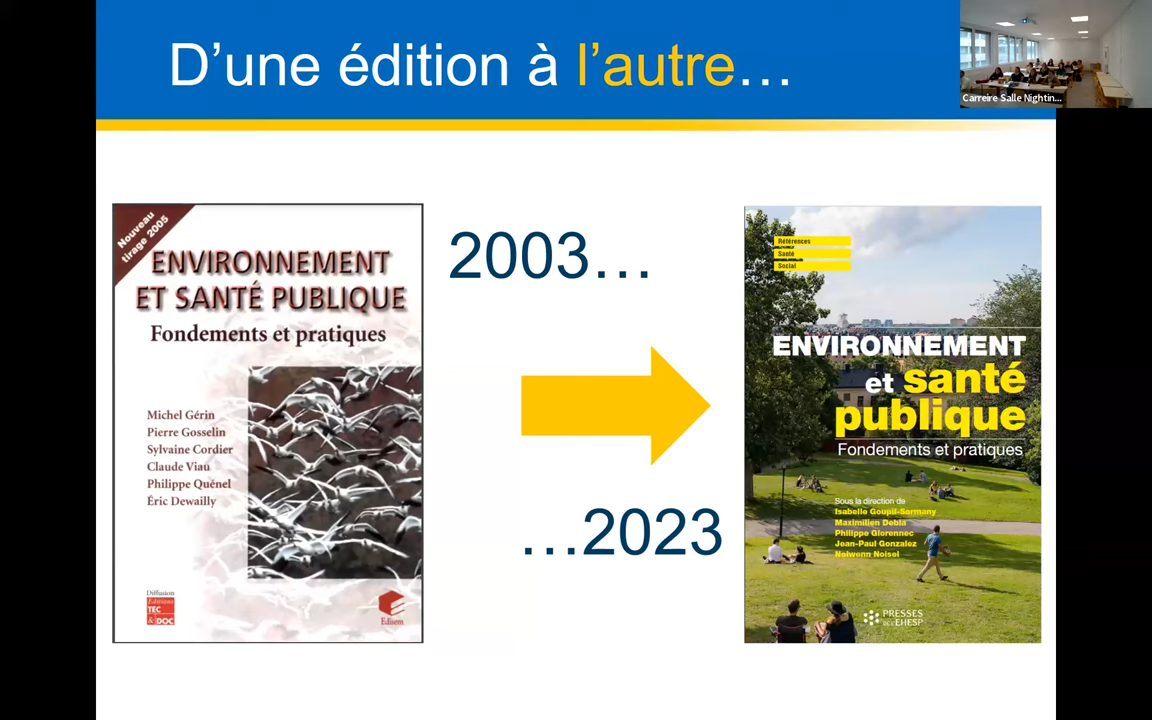 D'une édition à l'autre…
Carreire Salle Nightin...
Nouveau
tirage 2005
ENVIRONNEMENT
ET SANTÉ PUBLIQUE
Fondements et pratiques
Michel Gérin
Pierre Gosselin
Sylvaine Cordier
Claude Viau
Philippe Quénel
Éric Dewailly
Diffusion
Editions
TEC
& DOC
Edisem
2003…
…2023
Références
Santé
Social
ENVIRONNEMENT
et santé
publique
Fondements et pratiques
Sous la direction de
Isabelle Goupil-Sormany
Maximilien Debia
Philippe Glorennec
Jean-Paul Gonzalez
Nolwenn Noisel
PRESSES
DE L'EHESP